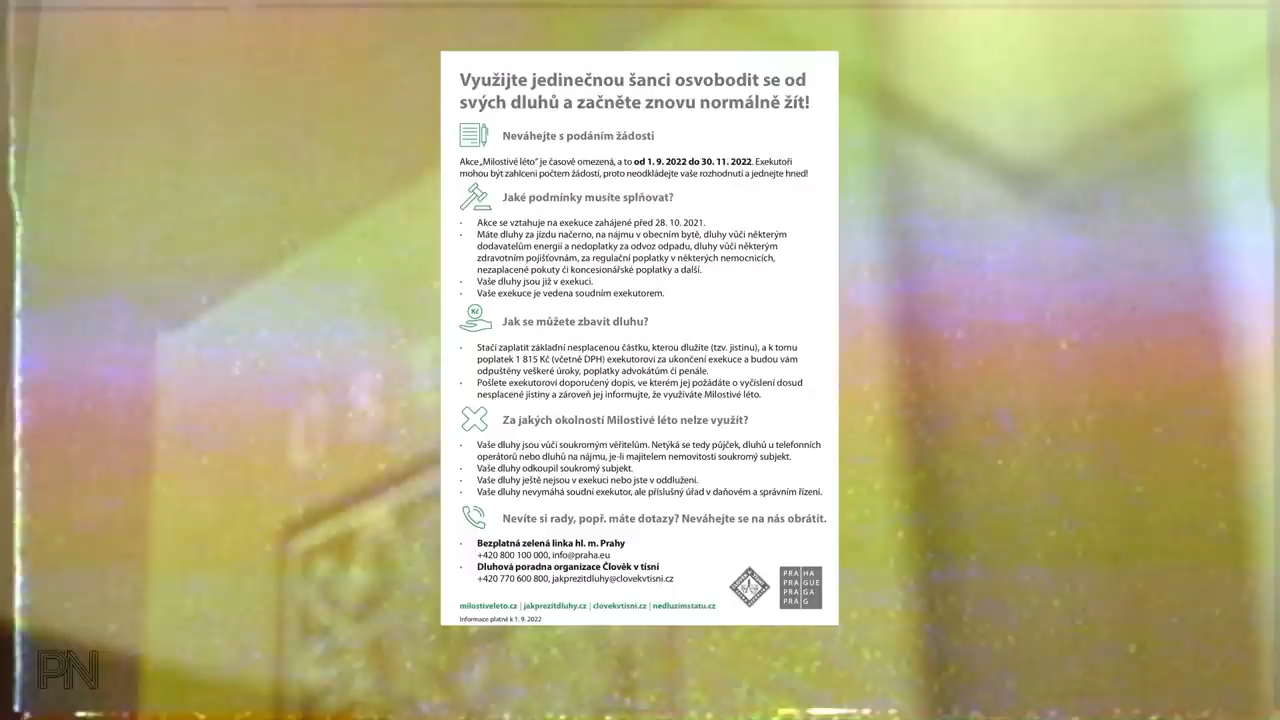 Využijte jedinečnou šanci osvobodit se od
svých dluhů a začněte znovu normálně žít!
Neváhejte s podáním žádosti
Akce „Milostivé léto“ je časově omezená, a to od 1. 9. 2022 do 30. 11. 2022. Exekutoři
mohou být zahlceni počtem žádostí, proto neodkládejte vaše rozhodnutí a jednejte hned!
Jaké podmínky musíte splňovat?
· Akce se vztahuje na exekuce zahájené před 28. 10. 2021.
· Máte dluhy za jízdu načerno, na nájmu v obecním bytě, dluhy vůči některým
dodavatelům energií a nedoplatky za odvoz odpadu, dluhy vůči některým
zdravotním pojišťovnám, za regulační poplatky v některých nemocnicích,
nezaplacené pokuty či koncesionářské poplatky a další.
· Vaše dluhy jsou již v exekuci.
· Vaše exekuce je vedena soudním exekutorem.
Kč
Jak se můžete zbavit dluhu?
· Stačí zaplatit základní nesplacenou částku, kterou dlužíte (tzv. jistinu), a k tomu
poplatek 1 815 Kč (včetně DPH) exekutorovi za ukončení exekuce a budou vám
odpuštěny veškeré úroky, poplatky advokátům či penále.
· Pošlete exekutorovi doporučený dopis, ve kterém jej požádáte o vyčíslení dosud
nesplacené jistiny a zároveň jej informujte, že využíváte Milostivé léto.
Za jakých okolností Milostivé léto nelze využít?
· Vaše dluhy jsou vůči soukromým věřitelům. Netýká se tedy půjček, dluhů u telefonních
operátorů nebo dluhů na nájmu, je-li majitelem nemovitosti soukromý subjekt.
· Vaše dluhy odkoupil soukromý subjekt.
· Vaše dluhy ještě nejsou v exekuci nebo jste v oddlužení.
· Vaše dluhy nevymáhá soudní exekutor, ale příslušný úřad v daňovém a správním řízení.
Nevíte si rady, popř. máte dotazy? Neváhejte se na nás obrátit.
· Bezplatná zelená linka hl. m. Prahy
+420 800 100 000, info@praha.eu
· Dluhová poradna organizace Člověk v tísni
+420 770 600 800, jakprezitdluhy@clovekvtisni.cz
PRA HA
PRA GUE
PRA GA
PRA G
milostiveleto.cz | jakprezitdluhy.cz | clovekvtisni.cz | nedluzimstatu.cz
Informace platné k 1. 9. 2022
PN